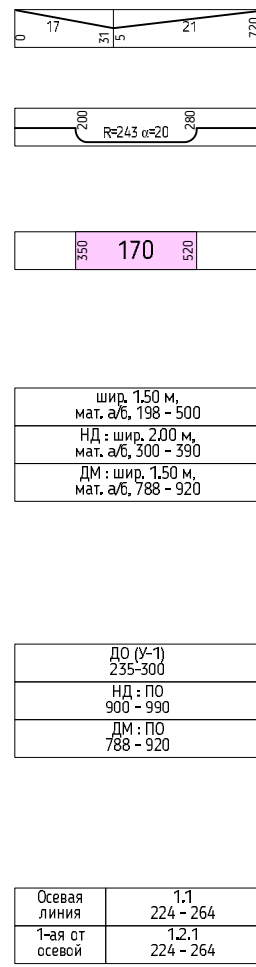 0 17 31 5 21 720
200 R=243 α=20 280
350 170 520
шир. 1.50 м,
мат. а/б, 198 - 500
НД : шир. 2.00 м,
мат. а/б, 300 - 390
ДМ : шир. 1.50 м,
мат. а/б, 788 - 920
ДО (У-1)
235-300
НД : ПО
900 - 990
ДМ : ПО
788 - 920
Осевая линия 1.1
224 - 264
1-ая от осевой 1.2.1
224 - 264